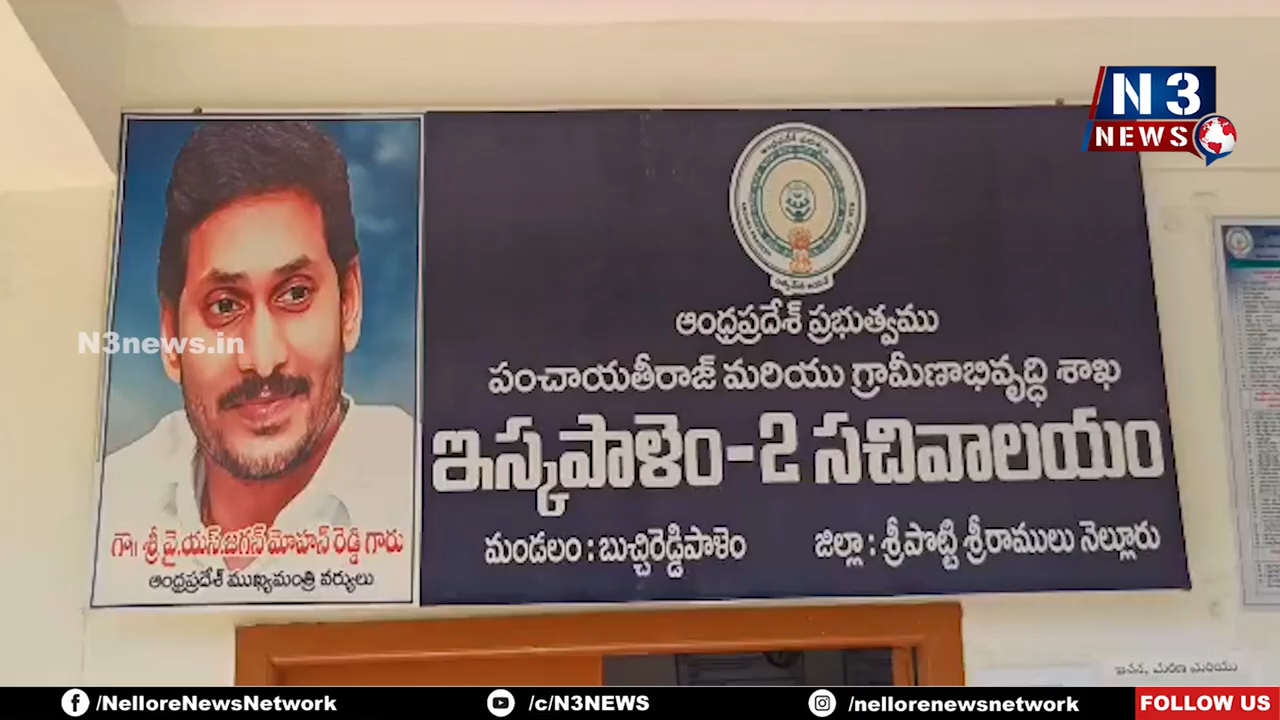 N3
NEWS
N3news.in
ఆంధ్రప్రదేశ్ ప్రభుత్వము
పంచాయతీరాజ్ మరియు గ్రామీణాభివృద్ధి శాఖ
ఇస్కపాళెం-2 సచివాలయం
మండలం : బుచ్చిరెడ్డిపాళెం
జిల్లా : శ్రీపొట్టి శ్రీరాములు నెల్లూరు
గౌ॥ శ్రీ వై.యస్.జగన్ మోహన్ రెడ్డి గారు
ఆంధ్రప్రదేశ్ ముఖ్యమంత్రి వర్యులు
/NelloreNewsNetwork
/c/N3NEWS
/nellorenewsnetwork
FOLLOW US